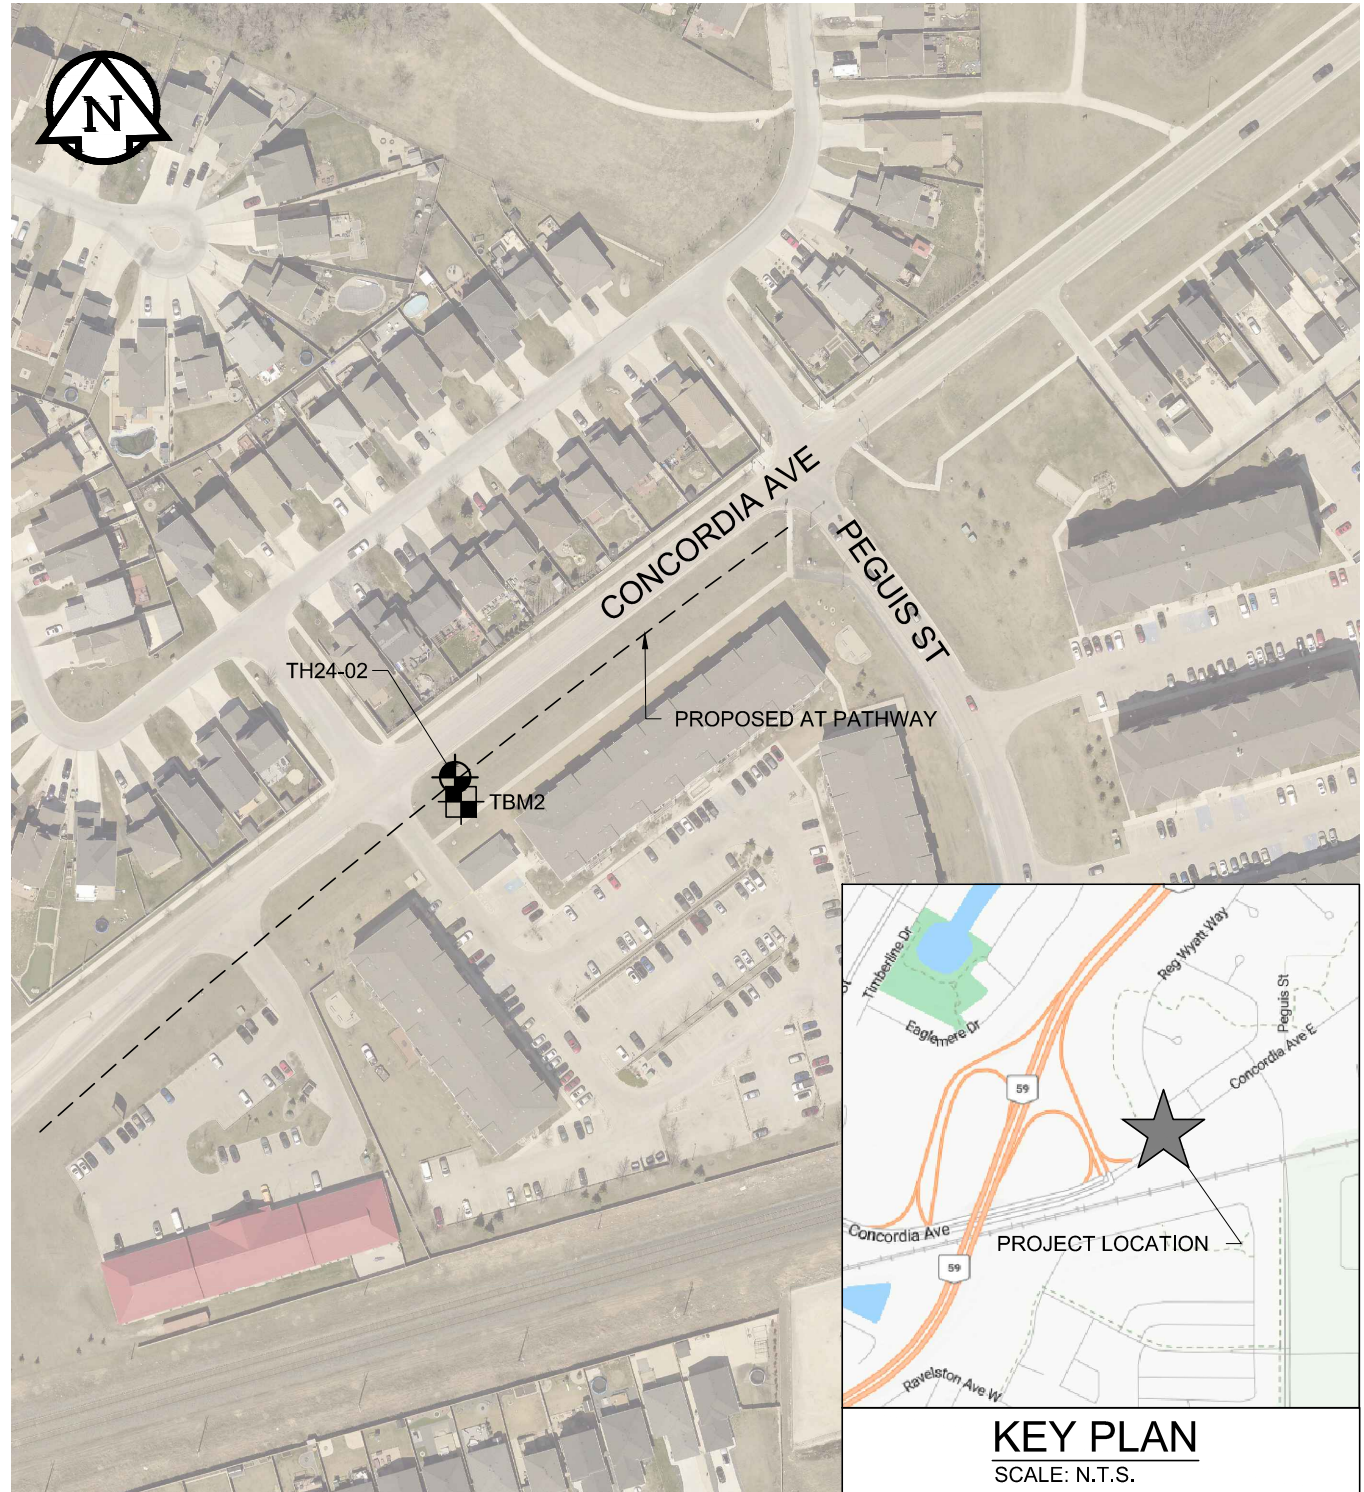 N
CONCORDIA AVE
PEGUIS ST
TH24-02
PROPOSED AT PATHWAY
TBM2
59
Reg Wyatt Way
Timberline Dr
Eaglemere Dr
Peguis St
Concordia Ave E
59
Concordia Ave
PROJECT LOCATION
59
Ravelston Ave W
KEY PLAN
SCALE: N.T.S.